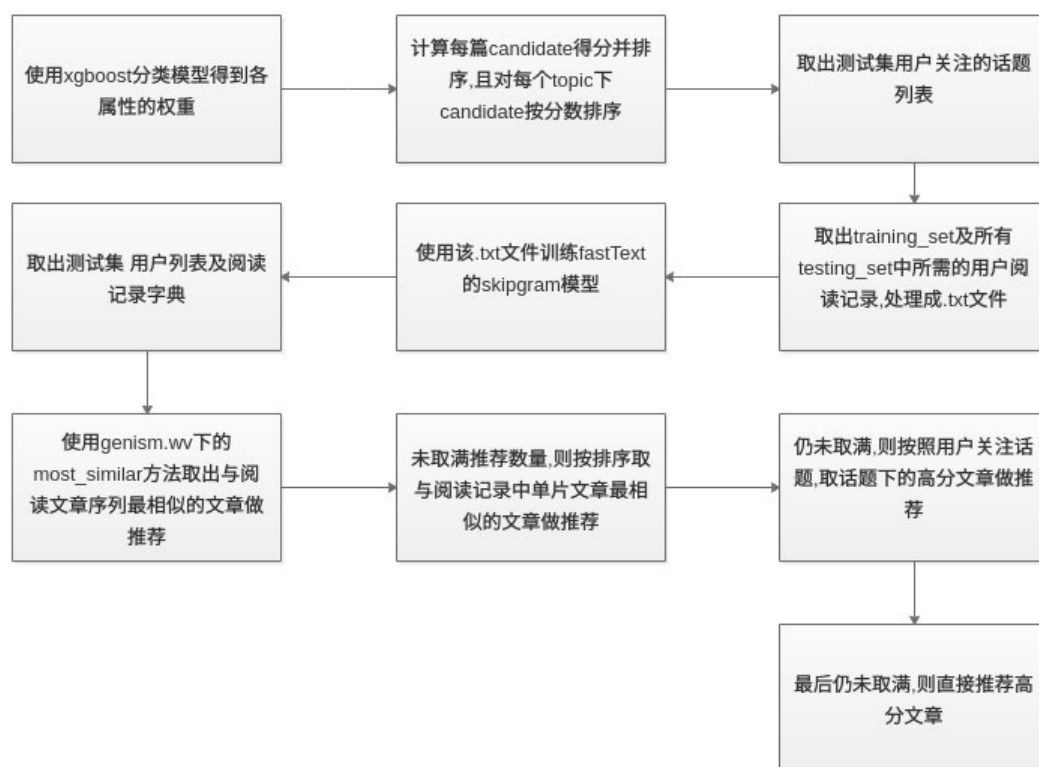 使用xgboost分类模型得到各
属性的权重
计算每篇candidate得分并排
序,且对每个topic下
candidate按分数排序
取出测试集用户关注的话题
列表
取出training_set及所有
testing_set中所需的用户阅
读记录,处理成.txt文件
使用该.txt文件训练fastText
的skipgram模型
取出测试集 用户列表及阅读
记录字典
使用genism.wv下的
most_similar方法取出与阅
读文章序列最相似的文章做
推荐
未取满推荐数量,则按排序取
与阅读记录中单片文章最相
似的文章做推荐
仍未取满,则按照用户关注话
题,取话题下的高分文章做推
荐
最后仍未取满,则直接推荐高
分文章